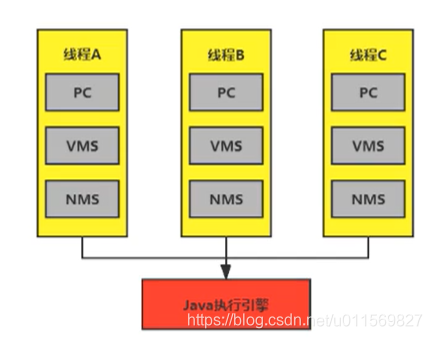 线程A
线程B
线程C
PC
PC
PC
VMS
VMS
VMS
NMS
NMS
NMS
Java执行引擎
https://blog.csdn.net/u011569827